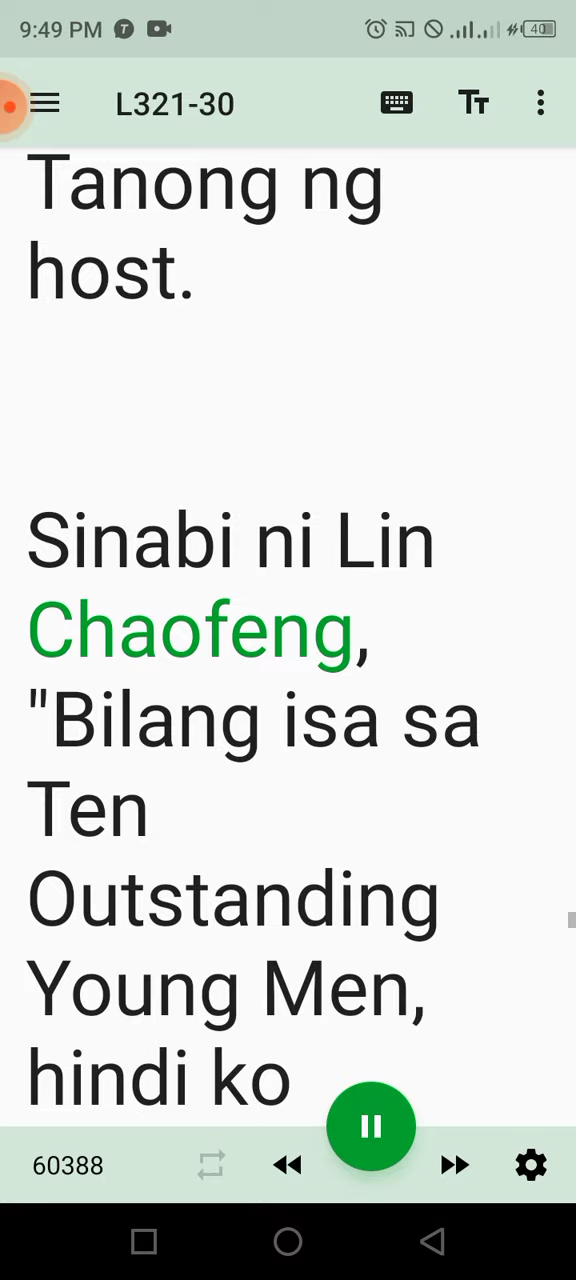 9:49 PM
40
L321-30
Tanong ng
host.
Sinabi ni Lin
Chaofeng,
"Bilang isa sa
Ten
Outstanding
Young Men,
hindi ko
60388